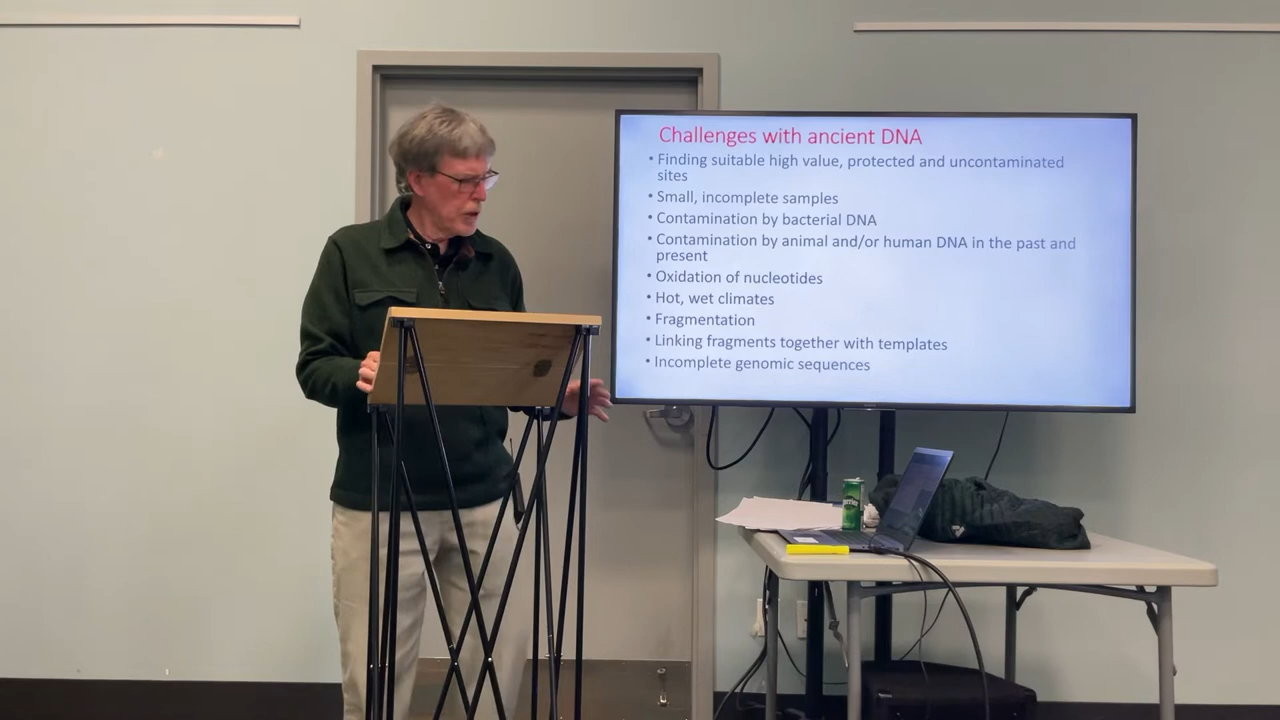 Challenges with ancient DNA
• Finding suitable high value, protected and uncontaminated
sites
• Small, incomplete samples
• Contamination by bacterial DNA
• Contamination by animal and/or human DNA in the past and
present
• Oxidation of nucleotides
• Hot, wet climates
• Fragmentation
• Linking fragments together with templates
• Incomplete genomic sequences